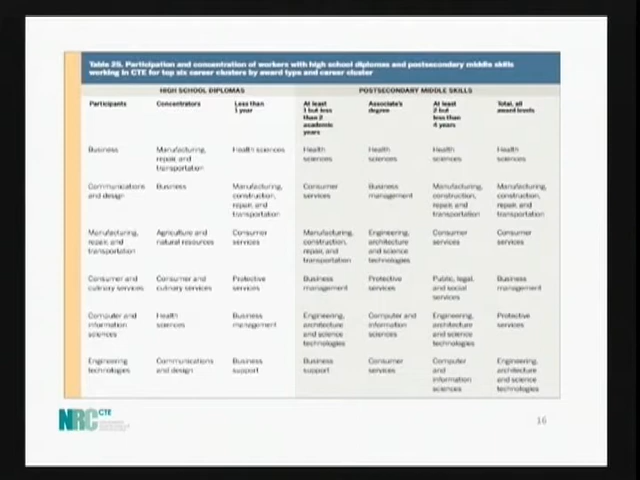 Table 25. Participation and concentration of workers with high school diplomas and postsecondary middle skills
working in CTE for top six career clusters by award type and career cluster
HIGH SCHOOL DIPLOMAS POSTSECONDARY MIDDLE SKILLS
Participants Concentrators Less than 1 year At least 1 but less than 2 academic years Associate's degree At least 2 but less than 4 years Total, all award levels
Business Manufacturing, repair, and transportation Health sciences Health sciences Health sciences Health sciences Health sciences
Communications and design Business Manufacturing, construction, repair, and transportation Consumer services Business management Manufacturing, construction, repair, and transportation Manufacturing, construction, repair, and transportation
Manufacturing, repair, and transportation Agriculture and natural resources Consumer services Manufacturing, construction, repair, and transportation Engineering, architecture and science technologies Consumer services Consumer services
Consumer and culinary services Consumer and culinary services Protective services Business management Protective services Public, legal, and social services Business management
Computer and information sciences Health sciences Business management Engineering, architecture and science technologies Computer and information sciences Engineering, architecture and science technologies Protective services
Engineering technologies Communications and design Business support Business support Consumer services Computer and information sciences Engineering, architecture and science technologies
NRC CTE
16